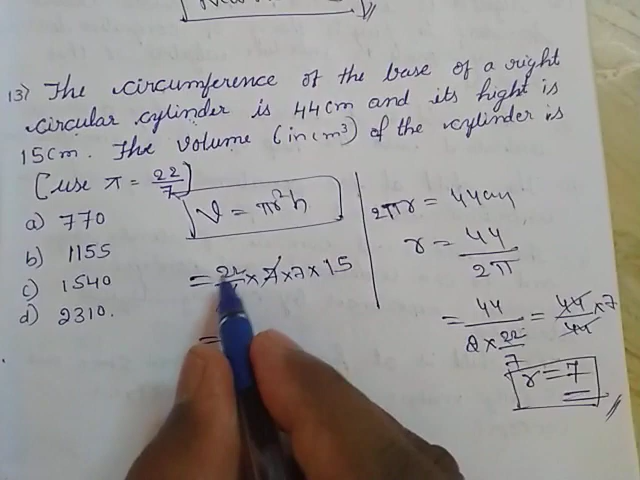 13) The circumference of the base of a right
circular cylinder is 44cm and its hight is
15cm. The volume (in cm³) of the cylinder is
[use π = 22/7]
a) 770
b) 1155
c) 1540
d) 2310.
V = πr²h
= 22/7 × 7 × 7 × 15
=
2πr = 44cm
r = 44/2π
= 44/(2 × 22/7) = 44/44 × 7
r = 7